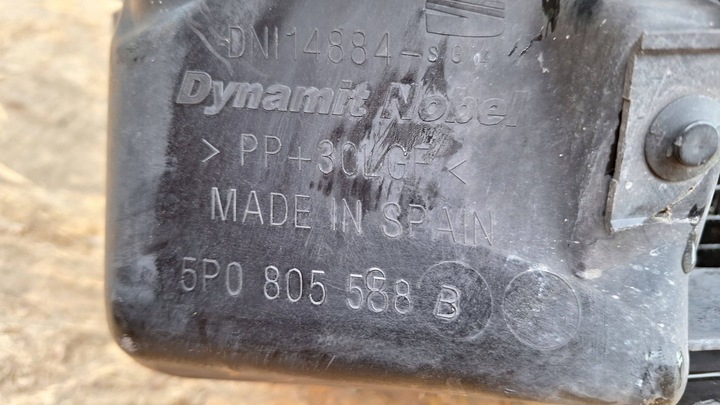 DNI14884-
Dynamit Nobel
> PP+30LGF <
MADE IN SPAIN
5P0 805 588 B